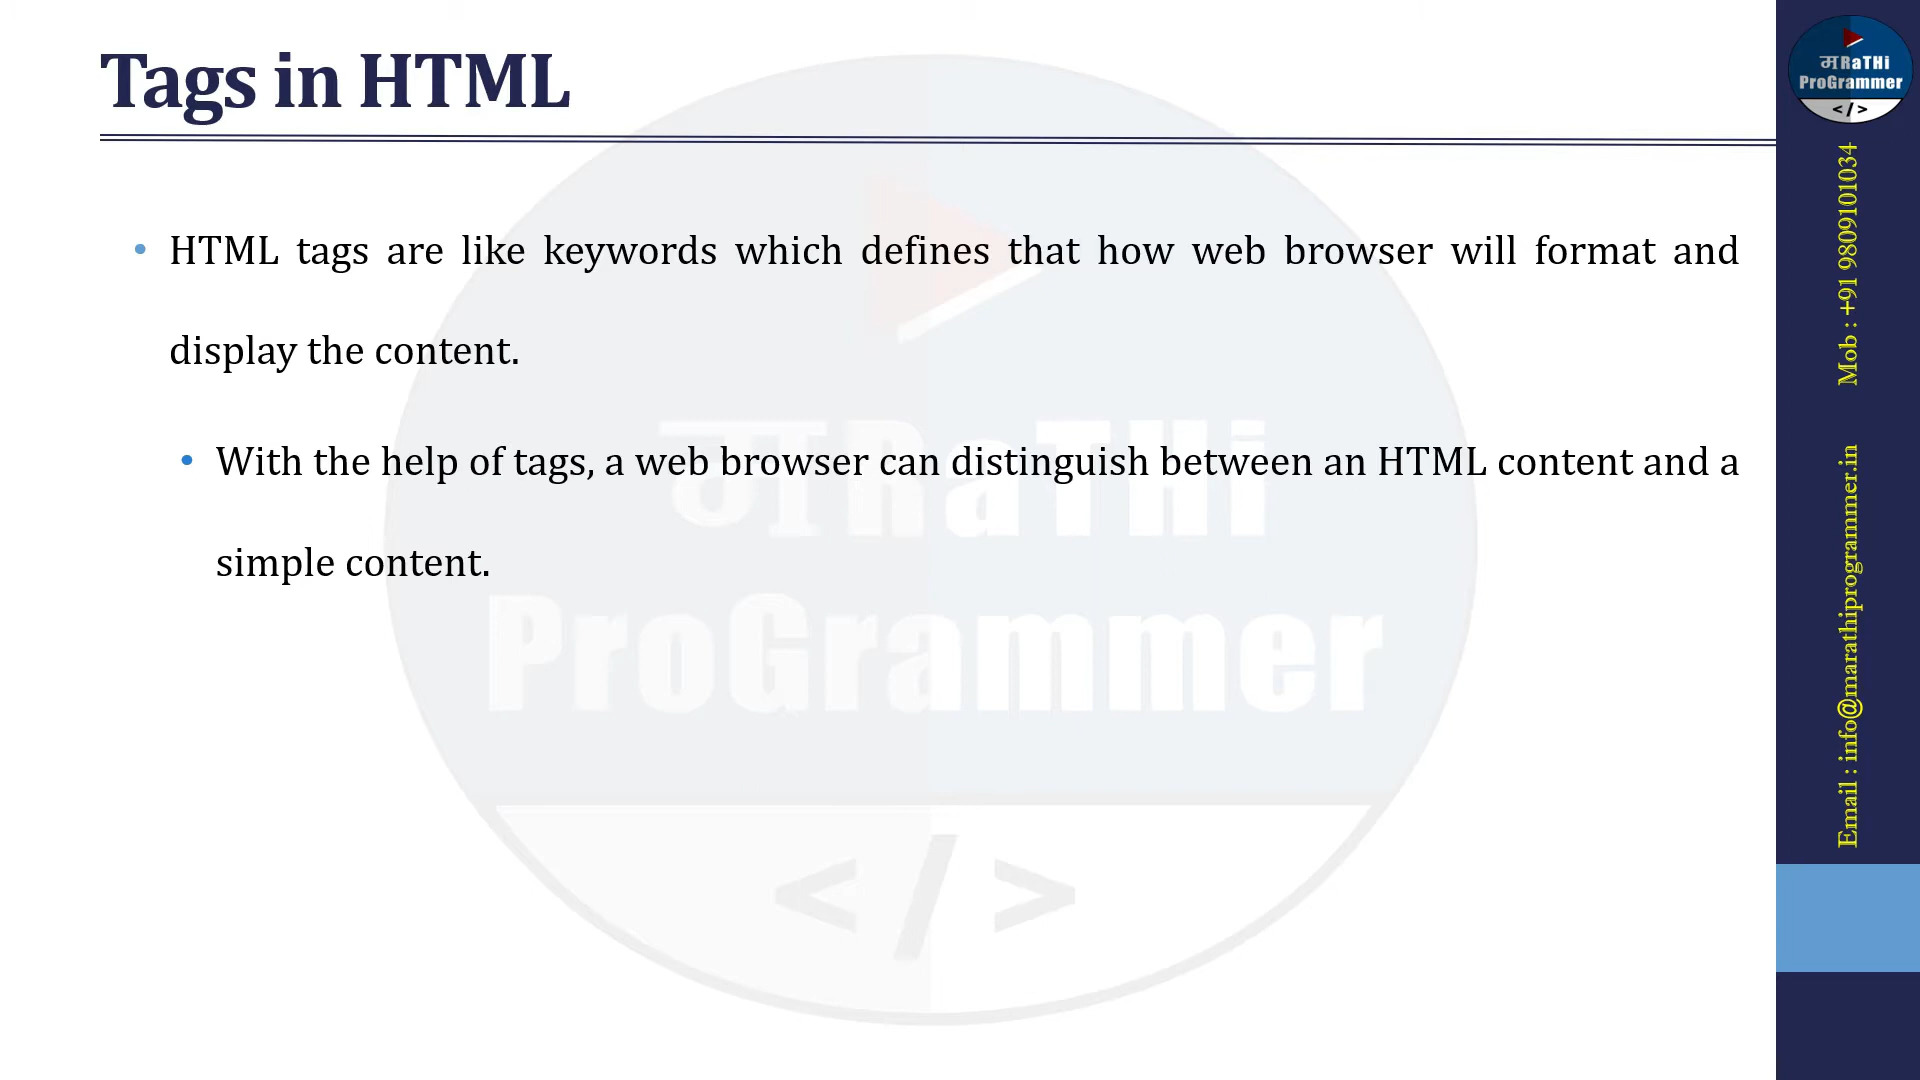 Tags in HTML
• HTML tags are like keywords which defines that how web browser will format and
display the content.
• With the help of tags, a web browser can distinguish between an HTML content and a
simple content.
मRaTHi
ProGrammer
</>
मRaTHi
ProGrammer
</>
Mob : +91 9809101034
Email : info@marathiprogrammer.in